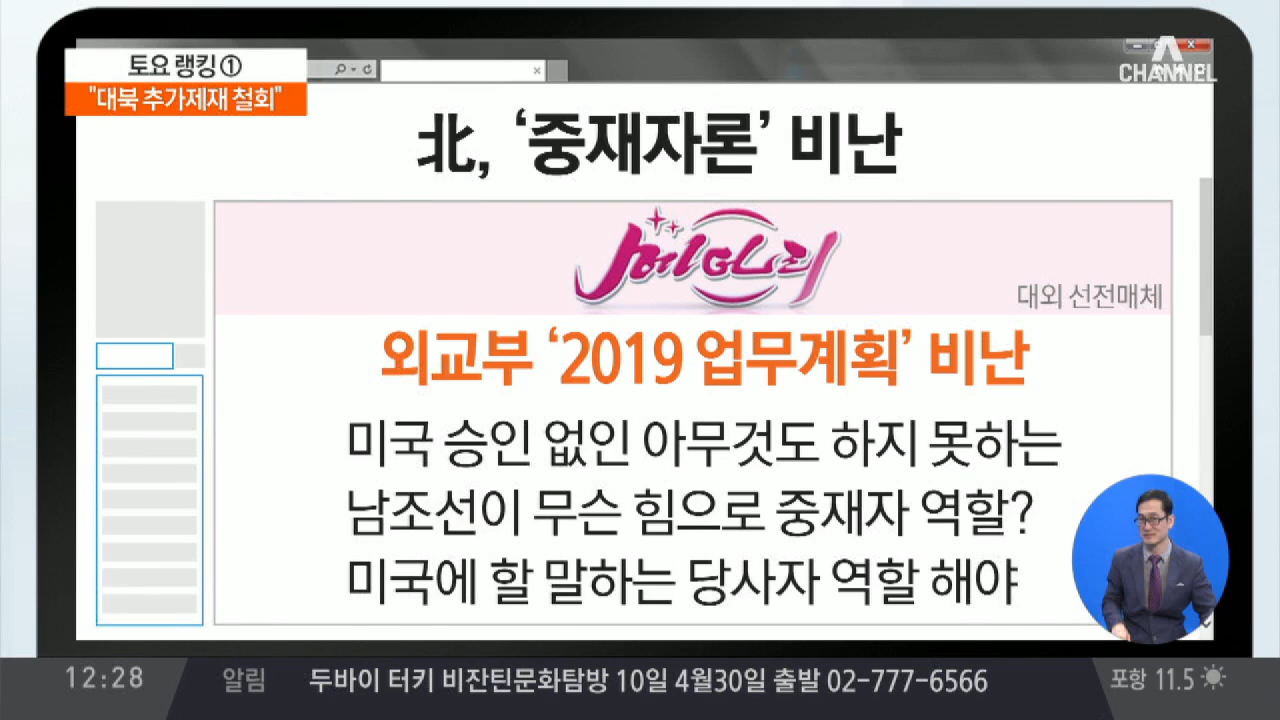 토요 랭킹 ①
"대북 추가제재 철회"
CHANNEL A
北, ‘중재자론’ 비난
메아리
대외 선전매체
외교부 ‘2019 업무계획’ 비난
미국 승인 없인 아무것도 하지 못하는
남조선이 무슨 힘으로 중재자 역할?
미국에 할 말하는 당사자 역할 해야
12:28
알림 두바이 터키 비잔틴문화탐방 10일 4월30일 출발 02-777-6566
포항 11.5